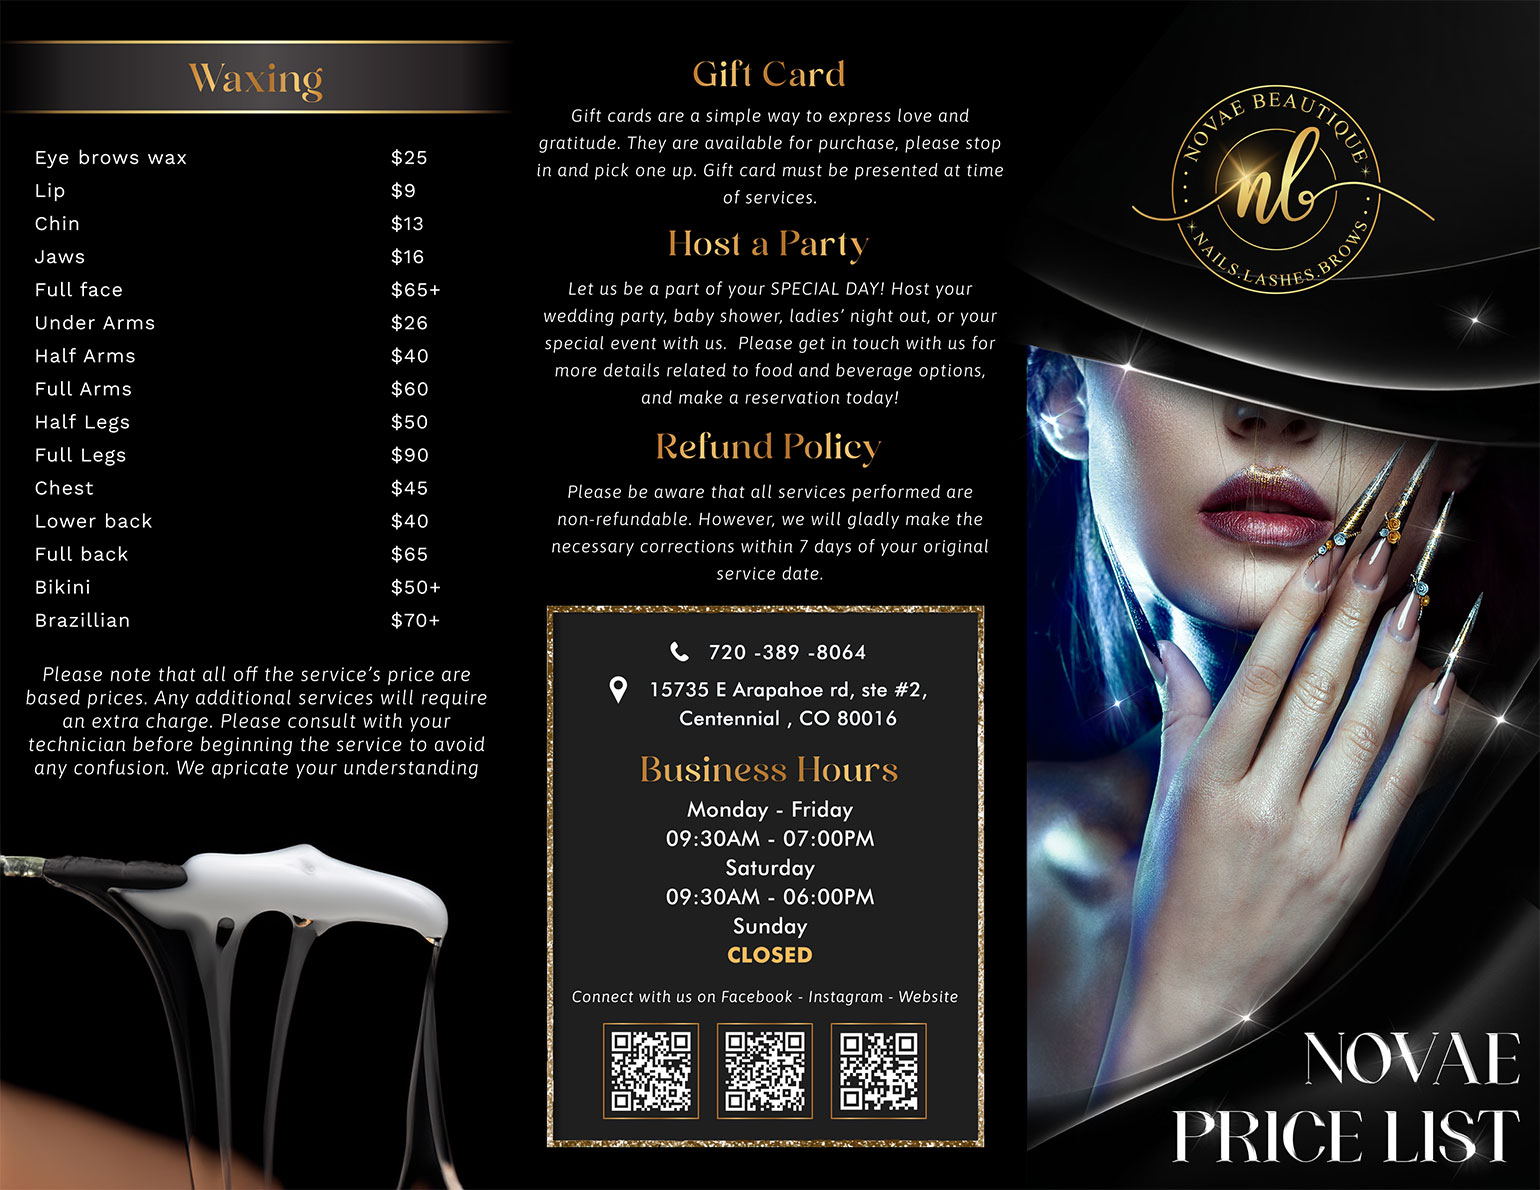 Waxing
Eye brows wax $25
Lip $9
Chin $13
Jaws $16
Full face $65+
Under Arms $26
Half Arms $40
Full Arms $60
Half Legs $50
Full Legs $90
Chest $45
Lower back $40
Full back $65
Bikini $50+
Brazillian $70+
Please note that all off the service's price are
based prices. Any additional services will require
an extra charge. Please consult with your
technician before beginning the service to avoid
any confusion. We apricate your understanding
Gift Card
Gift cards are a simple way to express love and
gratitude. They are available for purchase, please stop
in and pick one up. Gift card must be presented at time
of services.
Host a Party
Let us be a part of your SPECIAL DAY! Host your
wedding party, baby shower, ladies' night out, or your
special event with us. Please get in touch with us for
more details related to food and beverage options,
and make a reservation today!
Refund Policy
Please be aware that all services performed are
non-refundable. However, we will gladly make the
necessary corrections within 7 days of your original
service date.
720 -389 -8064
15735 E Arapahoe rd, ste #2,
Centennial , CO 80016
Business Hours
Monday - Friday
09:30AM - 07:00PM
Saturday
09:30AM - 06:00PM
Sunday
CLOSED
Connect with us on Facebook - Instagram - Website
NOVAE BEAUTIQUE
nb
NAILS.LASHES.BROWS
NOVAE
PRICE LIST